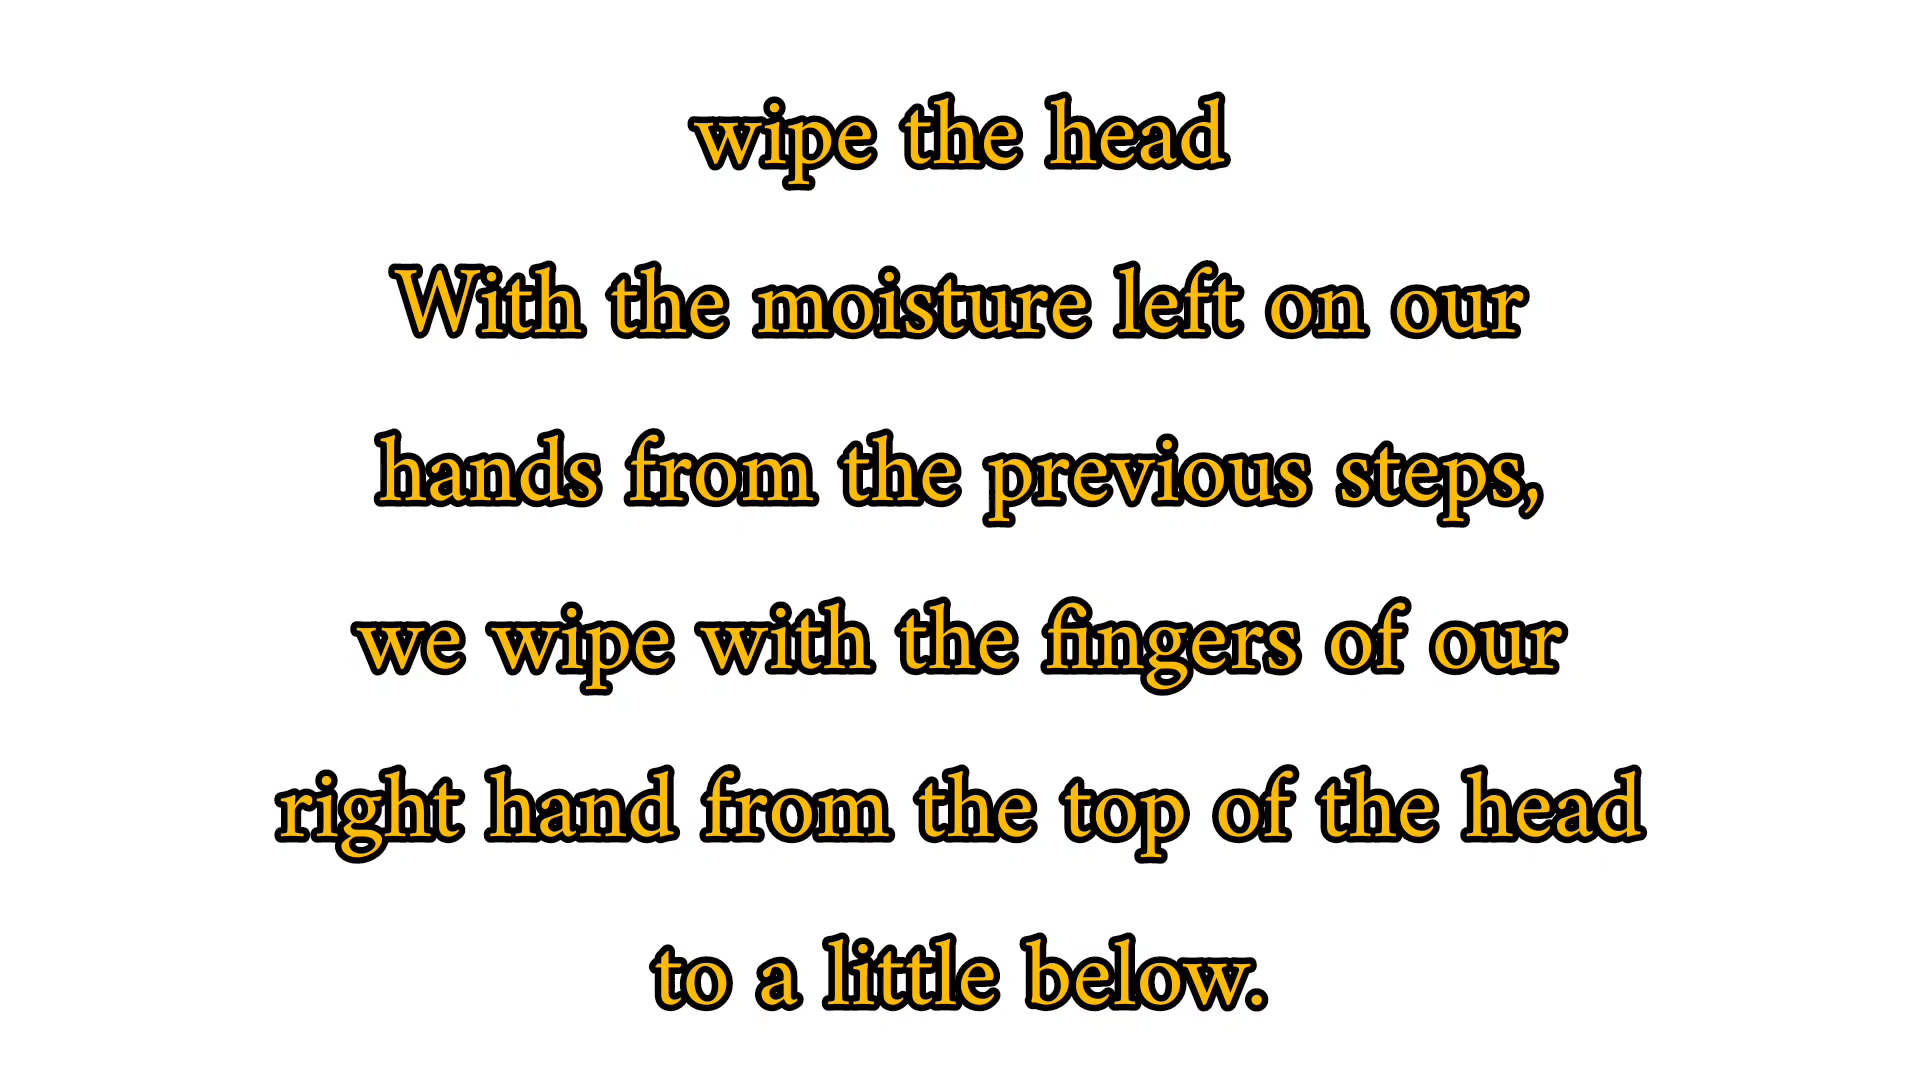 wipe the head
With the moisture left on our
hands from the previous steps,
we wipe with the fingers of our
right hand from the top of the head
to a little below.